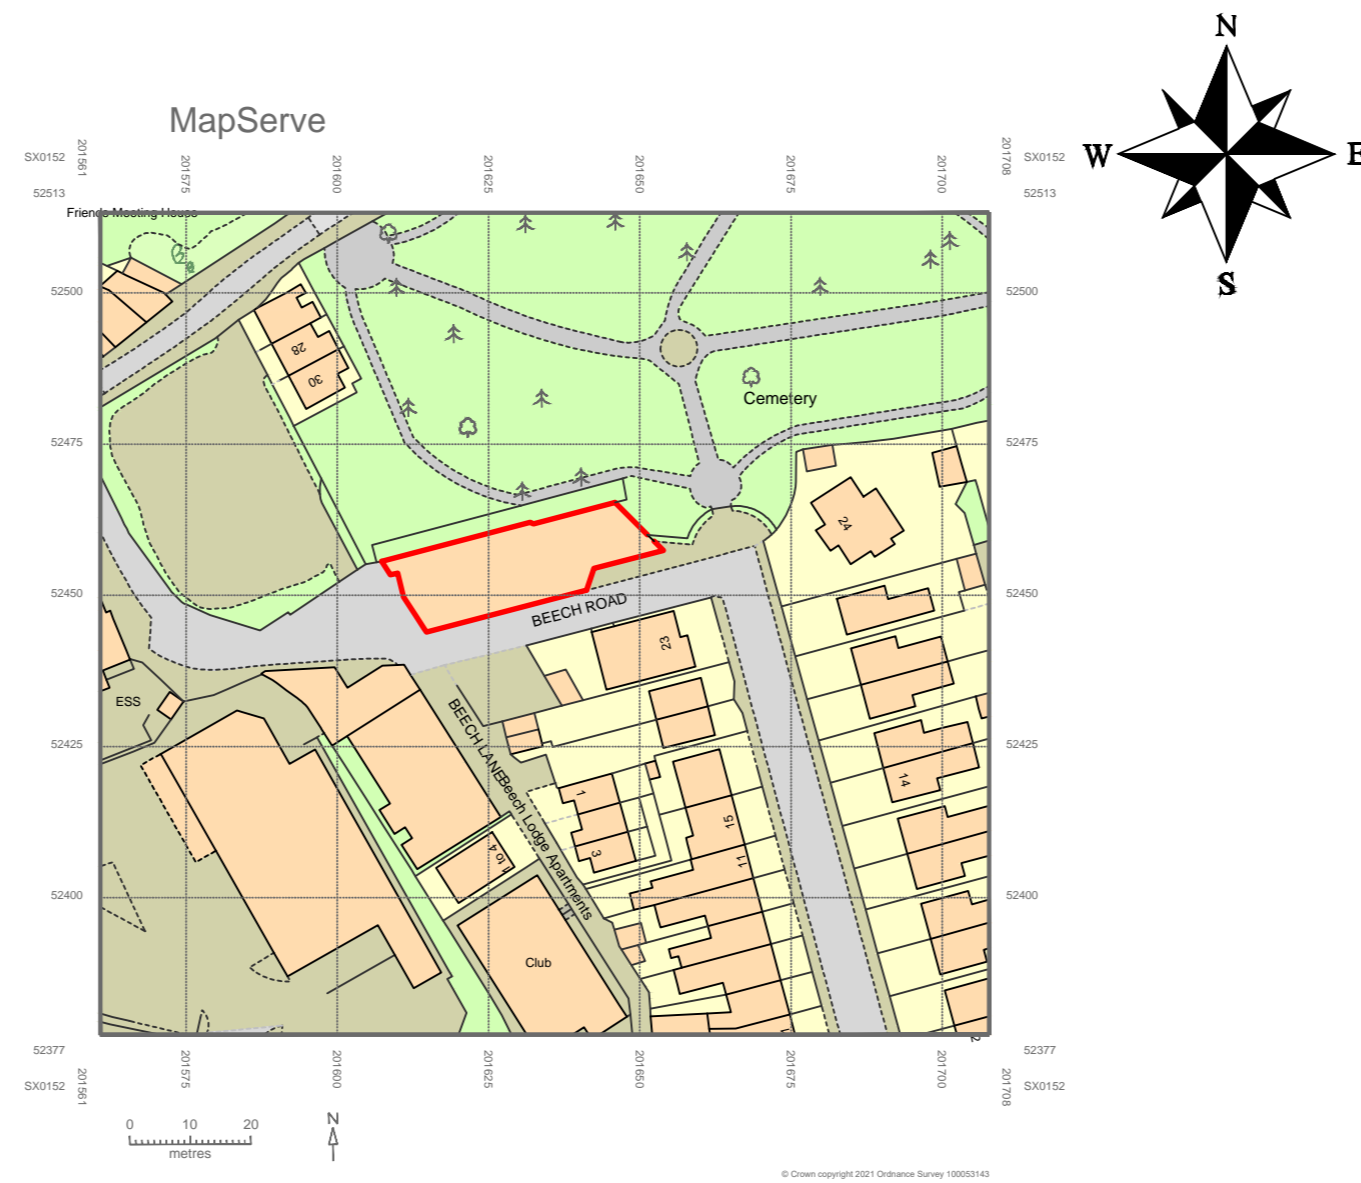 N
W
E
S
MapServe
SX0152
201561
201575
201600
201625
201650
201675
201700
201708
SX0152
52513
52513
Friends Meeting House
52500
52500
28
30
Cemetery
52475
52475
24
52450
52450
BEECH ROAD
23
ESS
BEECH LANE
52425
52425
Beech Lodge Apartments
1
14
15
3
1 to 4
11
52400
52400
Club
2
52377
52377
SX0152
201561
201575
201600
201625
201650
201675
201700
201708
SX0152
0 10 20
metres
N
© Crown copyright 2021 Ordnance Survey 100053143